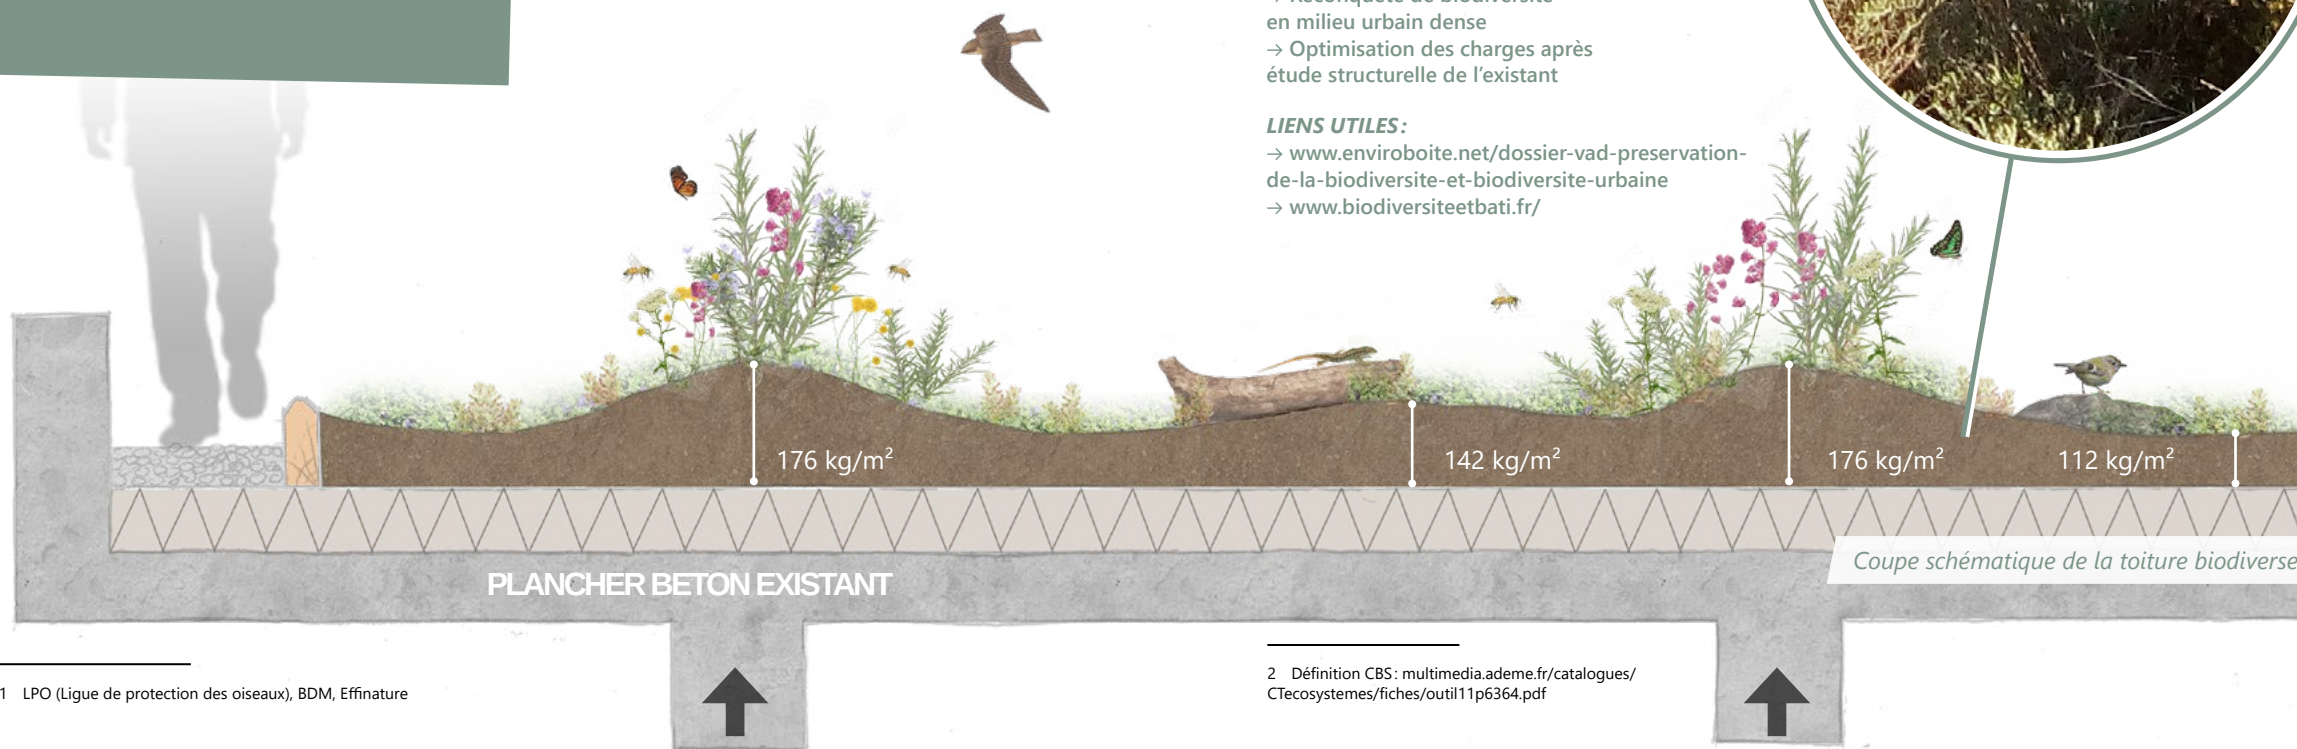 → Reconquête de biodiversité
en milieu urbain dense
→ Optimisation des charges après
étude structurelle de l'existant
LIENS UTILES :
→ www.enviroboite.net/dossier-vad-preservation-
de-la-biodiversite-et-biodiversite-urbaine
→ www.biodiversiteetbati.fr/
176 kg/m²
142 kg/m²
176 kg/m²
112 kg/m²
Coupe schématique de la toiture biodiverse
PLANCHER BETON EXISTANT
1 LPO (Ligue de protection des oiseaux), BDM, Effinature
2 Définition CBS : multimedia.ademe.fr/catalogues/
CTecosystemes/fiches/outil11p6364.pdf